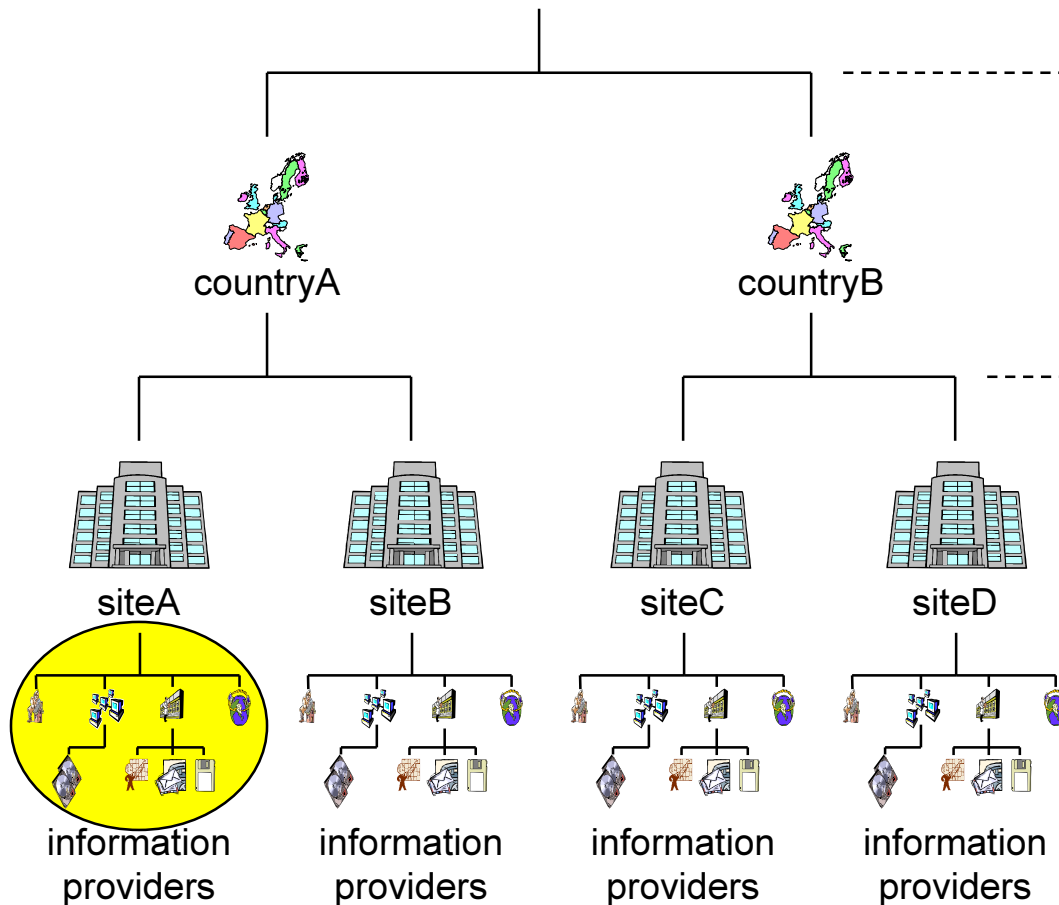 countryA
countryB
siteA
siteB
siteC
siteD
information
providers
information
providers
information
providers
information
providers